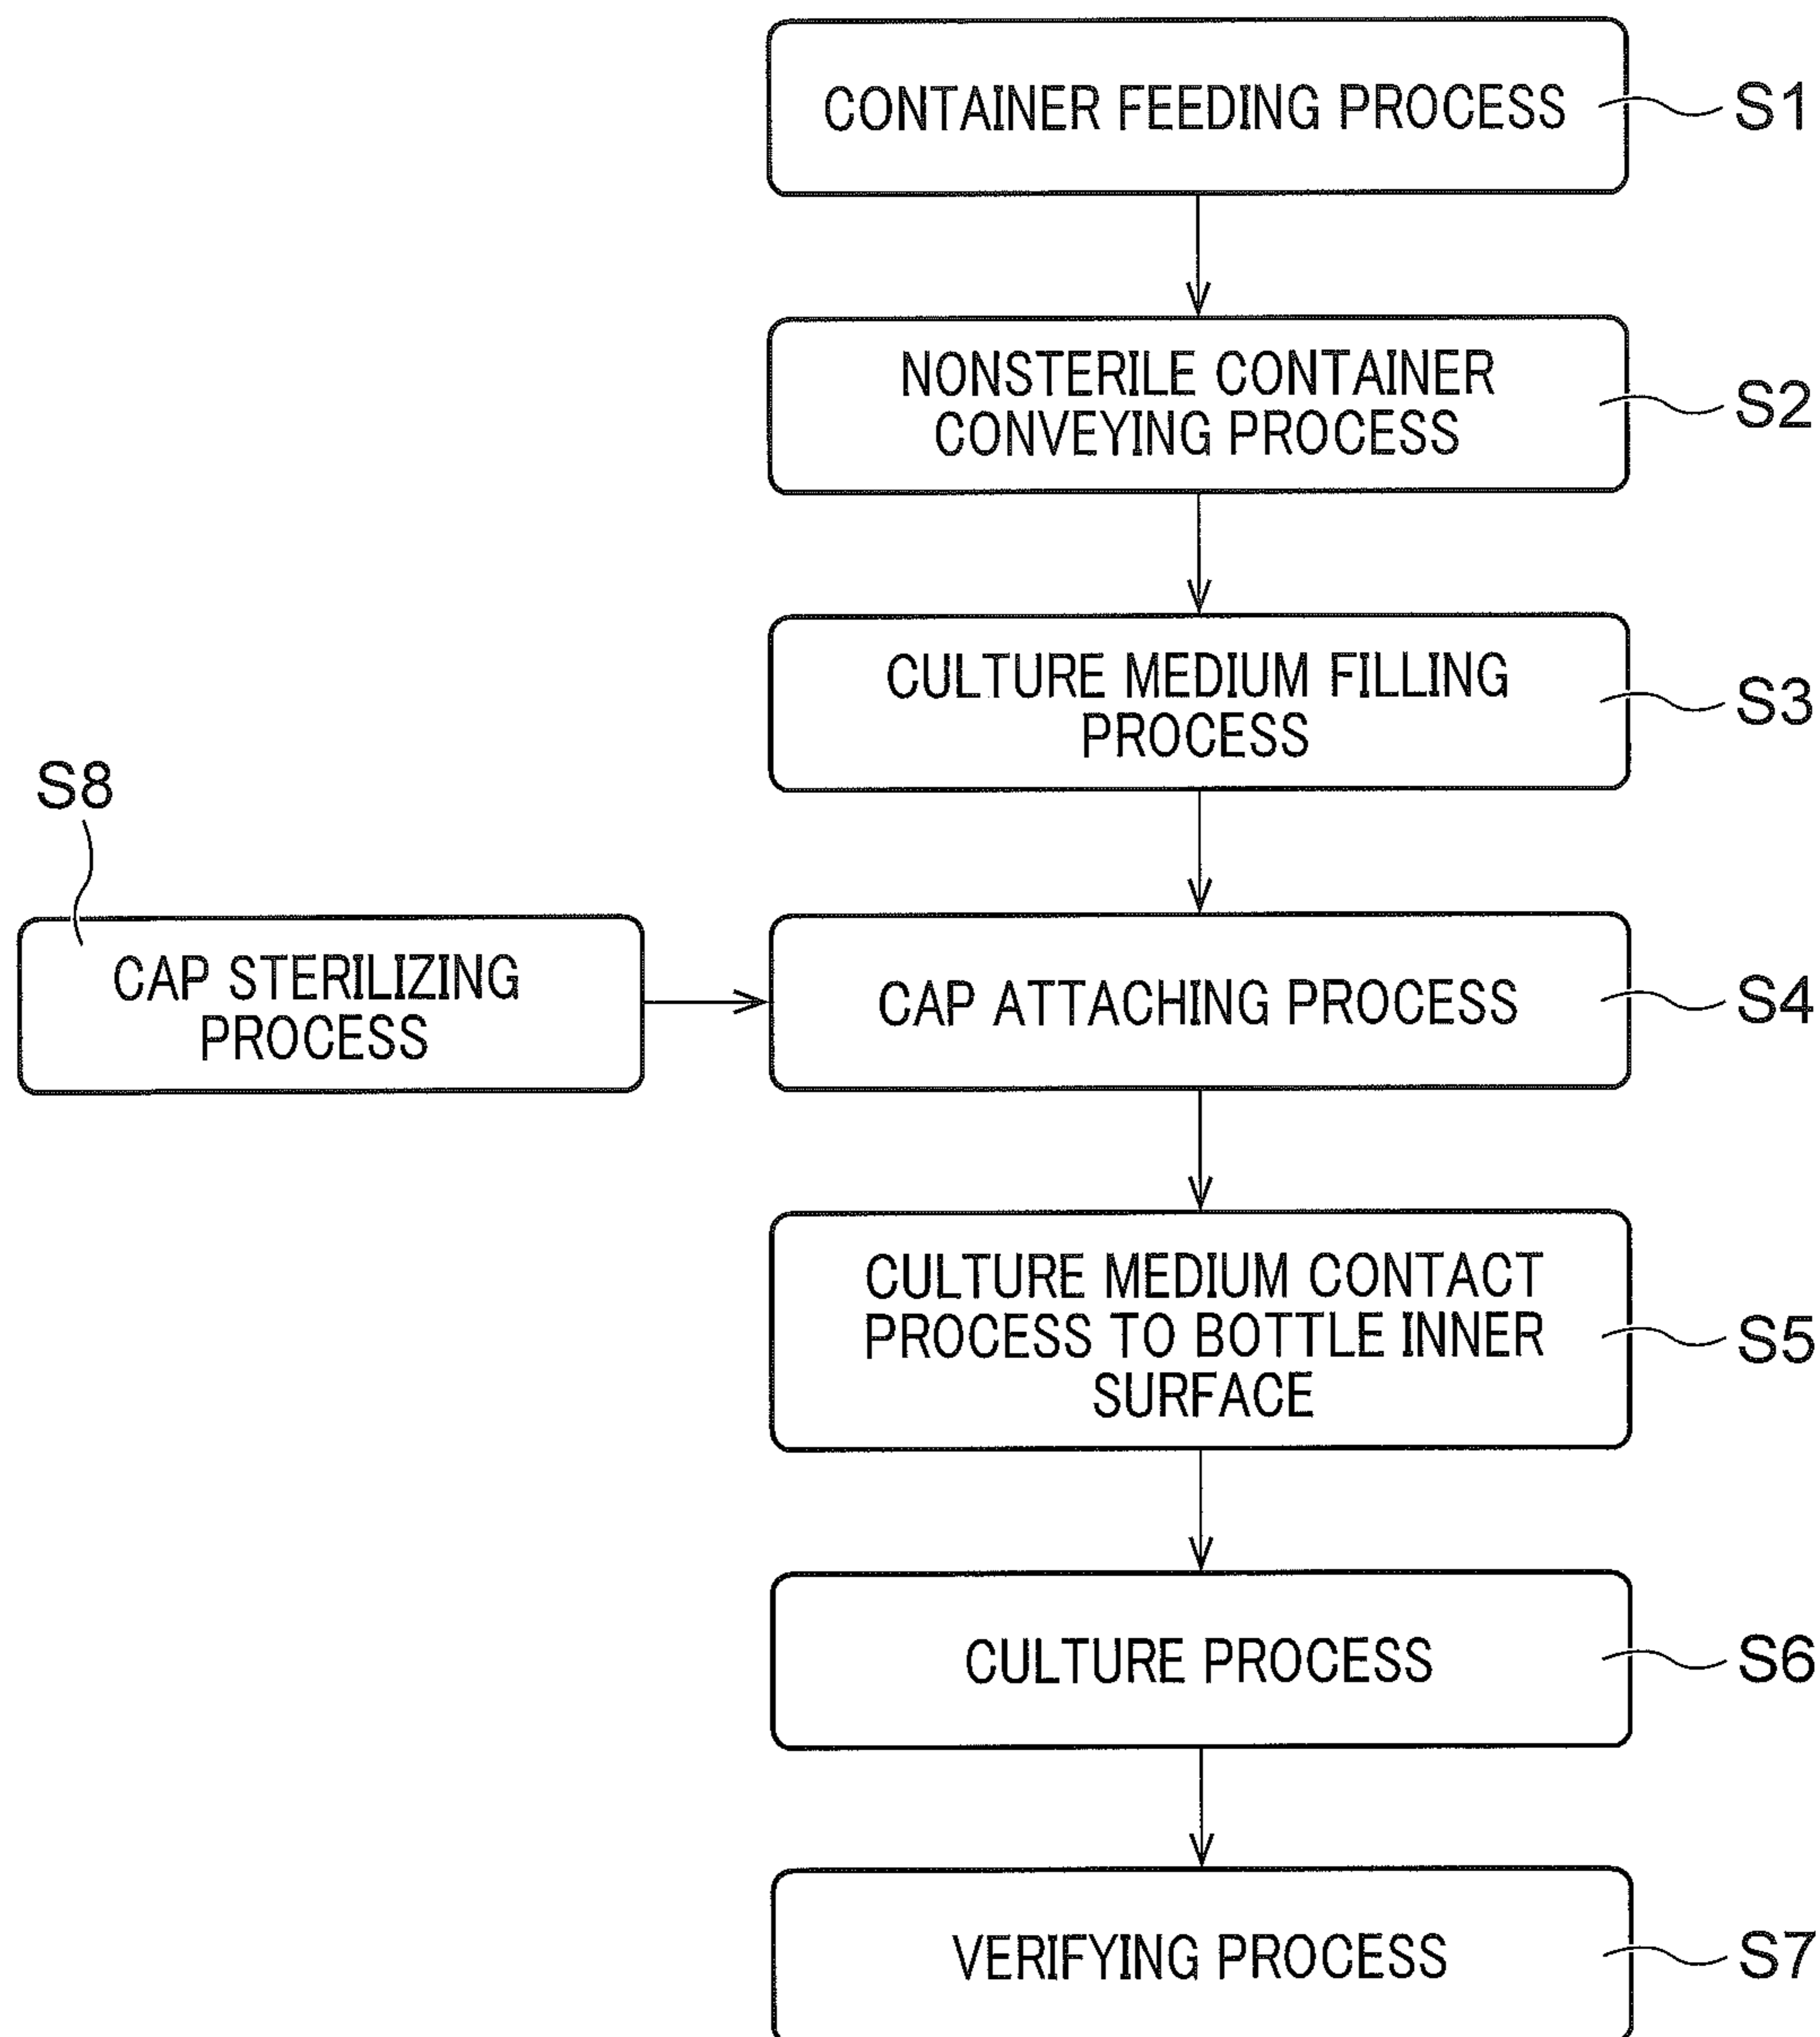 CONTAINER FEEDING PROCESS
S1
NONSTERILE CONTAINER
CONVEYING PROCESS
S2
CULTURE MEDIUM FILLING
PROCESS
S3
S8
CAP STERILIZING
PROCESS
CAP ATTACHING PROCESS
S4
CULTURE MEDIUM CONTACT
PROCESS TO BOTTLE INNER
SURFACE
S5
CULTURE PROCESS
S6
VERIFYING PROCESS
S7